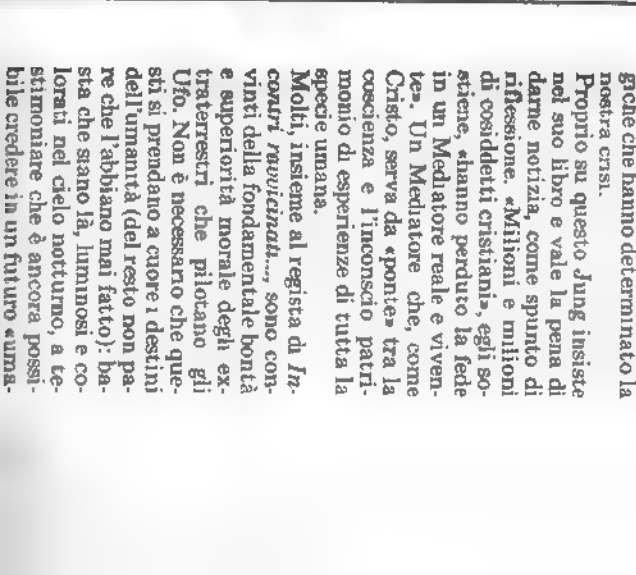 giche che hanno determinato la
nostra crisi.
Proprio su questo Jung insiste
nel suo libro e vale la pena di
darne notizia, come spunto di
riflessione. «Milioni e milioni
di cosiddetti cristiani», egli so-
stiene, «hanno perduto la fede
in un Mediatore reale e viven-
te». Un Mediatore che, come
Cristo, serva da «ponte» tra la
coscienza e l'inconscio patri-
monio di esperienze di tutta la
specie umana.
Molti, insieme al regista di In-
contri ravvicinati..., sono con-
vinti della fondamentale bontà
e superiorità morale degli ex-
traterrestri che pilotano gli
Ufo. Non è necessario che que-
sti si prendano a cuore i destini
dell'umanità (del resto non pa-
re che l'abbiano mai fatto): ba-
sta che siano là, luminosi e co-
lorati nel cielo notturno, a te-
stimoniare che è ancora possi-
bile credere in un futuro «uma-